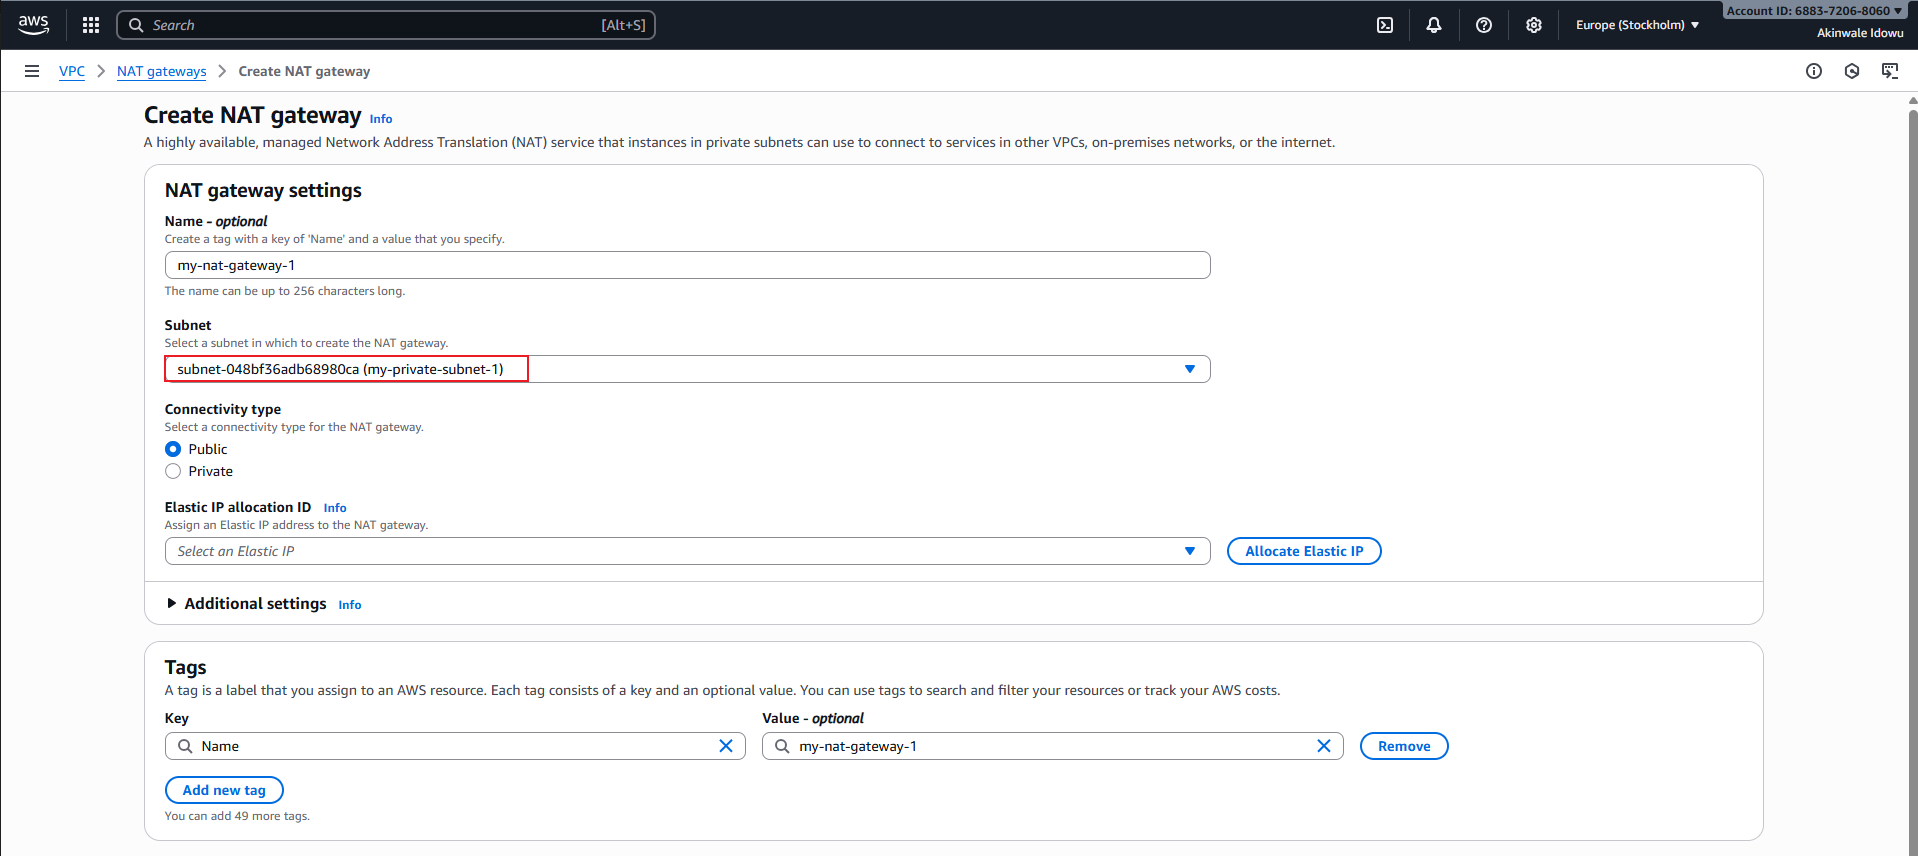 aws
Search [Alt+S]
Europe (Stockholm)
Account ID: 6883-7206-8060
Akinwale Idowu
VPC NAT gateways Create NAT gateway
Create NAT gateway Info
A highly available, managed Network Address Translation (NAT) service that instances in private subnets can use to connect to services in other VPCs, on-premises networks, or the internet.
NAT gateway settings
Name - optional
Create a tag with a key of 'Name' and a value that you specify.
my-nat-gateway-1
The name can be up to 256 characters long.
Subnet
Select a subnet in which to create the NAT gateway.
subnet-048bf36adb68980ca (my-private-subnet-1)
Connectivity type
Select a connectivity type for the NAT gateway.
Public
Private
Elastic IP allocation ID Info
Assign an Elastic IP address to the NAT gateway.
Select an Elastic IP Allocate Elastic IP
Additional settings Info
Tags
A tag is a label that you assign to an AWS resource. Each tag consists of a key and an optional value. You can use tags to search and filter your resources or track your AWS costs.
Key Value - optional
Name my-nat-gateway-1 Remove
Add new tag
You can add 49 more tags.